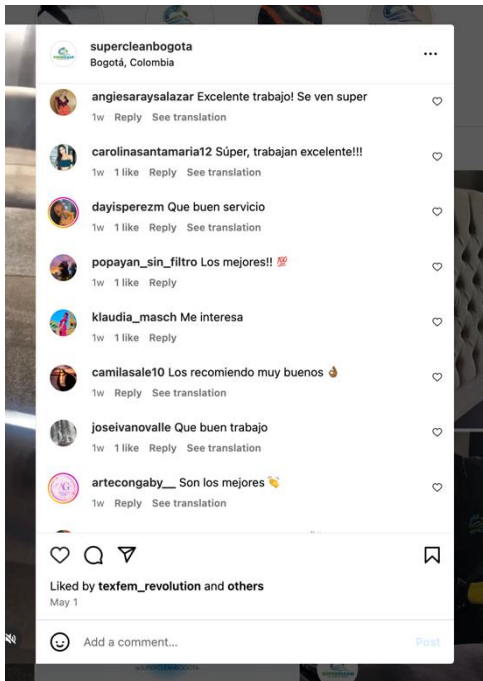 supercleanbogota
Bogotá, Colombia
angiesaraysalazar Excelente trabajo! Se ven super
1w Reply See translation
carolinasantamaria12 Súper, trabajan excelente!!!
1w 1 like Reply See translation
dayisperezm Que buen servicio
1w 1 like Reply See translation
popayan_sin_filtro Los mejores!! 💯
1w 1 like Reply
klaudia_masch Me interesa
1w 1 like Reply
camilasale10 Los recomiendo muy buenos 👌🏾
1w Reply See translation
joseivanovalle Que buen trabajo
1w 1 like Reply See translation
artecongaby__ Son los mejores 👏
1w Reply See translation
Liked by texfem_revolution and others
May 1
Add a comment...
Post
@SUPERCLEANBOGOTA